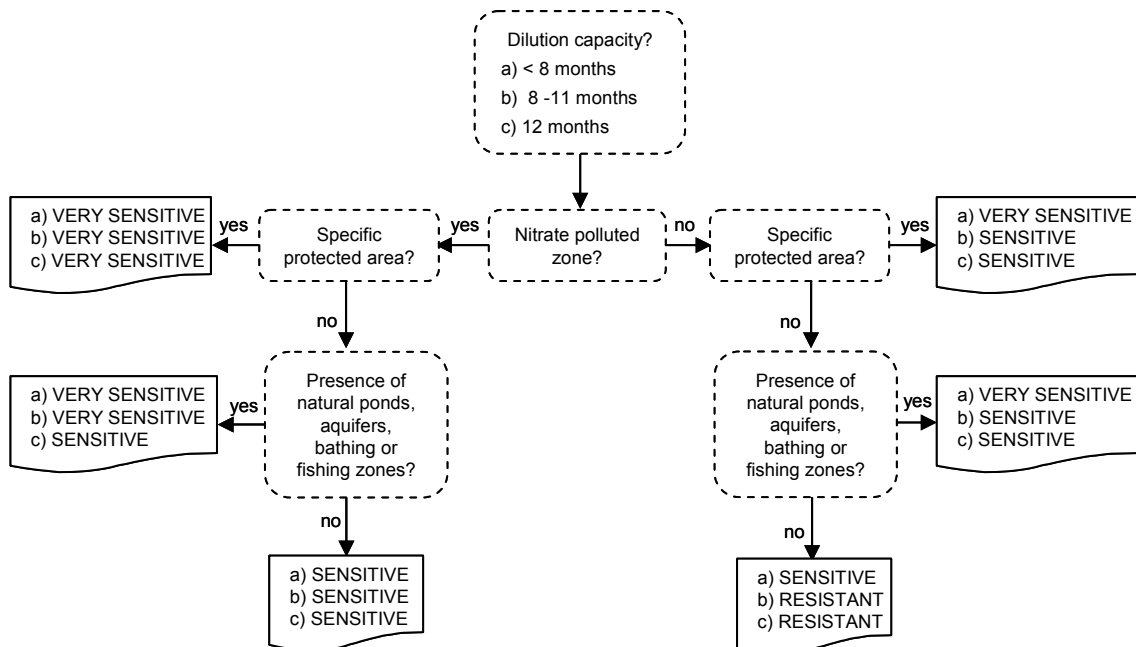 Dilution capacity?
a) < 8 months
b) 8 -11 months
c) 12 months
a) VERY SENSITIVE
b) VERY SENSITIVE
c) VERY SENSITIVE
yes
Specific
protected area?
yes
Nitrate polluted
zone?
no
Specific
protected area?
yes
a) VERY SENSITIVE
b) SENSITIVE
c) SENSITIVE
no
no
a) VERY SENSITIVE
b) VERY SENSITIVE
c) SENSITIVE
yes
Presence of
natural ponds,
aquifers,
bathing or
fishing zones?
Presence of
natural ponds,
aquifers,
bathing or
fishing zones?
yes
a) VERY SENSITIVE
b) SENSITIVE
c) SENSITIVE
no
no
a) SENSITIVE
b) SENSITIVE
c) SENSITIVE
a) SENSITIVE
b) RESISTANT
c) RESISTANT